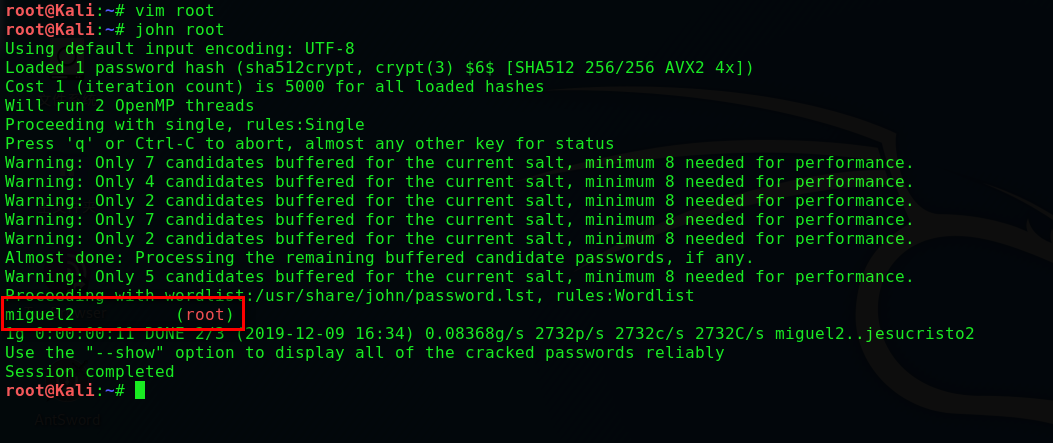 root@Kali:~# vim root
root@Kali:~# john root
Using default input encoding: UTF-8
Loaded 1 password hash (sha512crypt, crypt(3) $6$ [SHA512 256/256 AVX2 4x])
Cost 1 (iteration count) is 5000 for all loaded hashes
Will run 2 OpenMP threads
Proceeding with single, rules:Single
Press 'q' or Ctrl-C to abort, almost any other key for status
Warning: Only 7 candidates buffered for the current salt, minimum 8 needed for performance.
Warning: Only 4 candidates buffered for the current salt, minimum 8 needed for performance.
Warning: Only 2 candidates buffered for the current salt, minimum 8 needed for performance.
Warning: Only 7 candidates buffered for the current salt, minimum 8 needed for performance.
Warning: Only 2 candidates buffered for the current salt, minimum 8 needed for performance.
Almost done: Processing the remaining buffered candidate passwords, if any.
Warning: Only 5 candidates buffered for the current salt, minimum 8 needed for performance.
Proceeding with wordlist:/usr/share/john/password.lst, rules:Wordlist
miguel2          (root)
1g 0:00:00:11 DONE 2/3 (2019-12-09 16:34) 0.08368g/s 2732p/s 2732c/s 2732C/s miguel2..jesucristo2
Use the "--show" option to display all of the cracked passwords reliably
Session completed
root@Kali:~#
AntSword